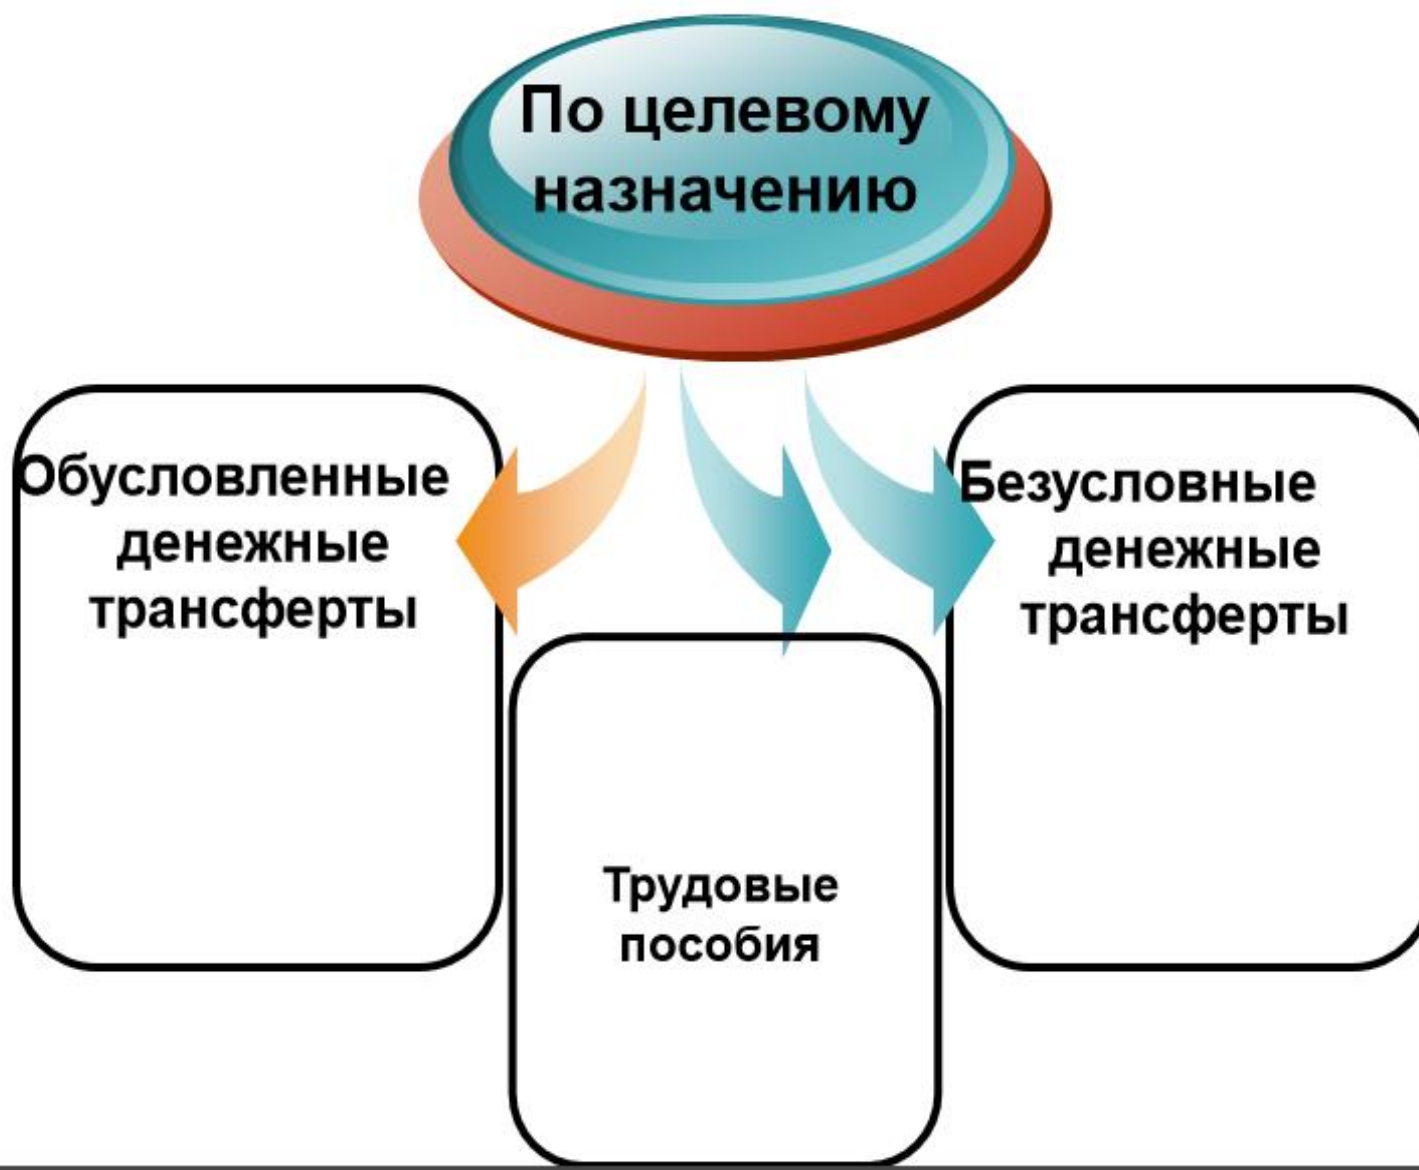 По целевому
назначению
Обусловленные
денежные
трансферты
Безусловные
денежные
трансферты
Трудовые
пособия